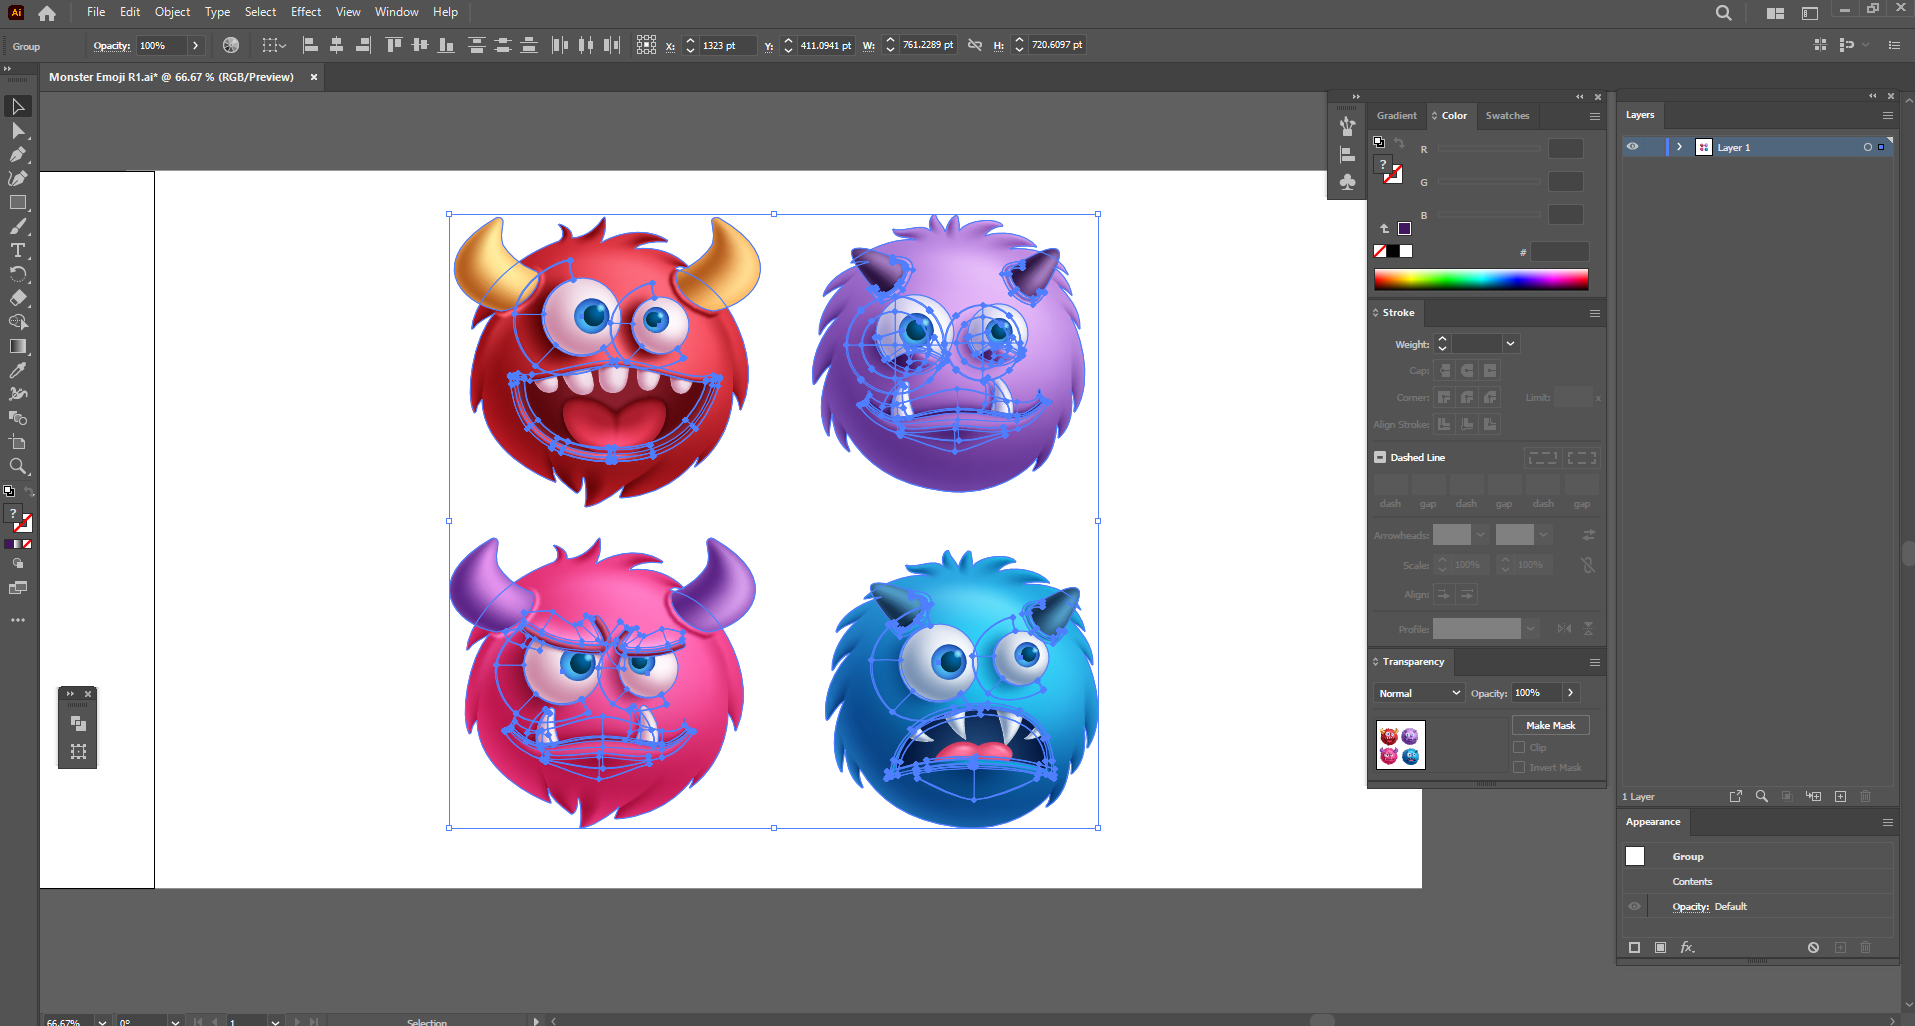 Ai File Edit Object Type Select Effect View Window Help
Group Opacity: 100% X: 1323 pt Y: 411.0941 pt W: 761.2289 pt H: 720.6097 pt
Monster Emoji R1.ai* @ 66.67 % (RGB/Preview)
Gradient Color Swatches
R
G
B
#
?
Stroke
Weight:
Cap:
Corner: Limit: x
Align Stroke:
Dashed Line
dash gap dash gap dash gap
Arrowheads:
Scale: 100% 100%
Align:
Profile:
Transparency
Normal Opacity: 100%
Make Mask
Clip
Invert Mask
Layers
Layer 1
1 Layer
Appearance
Group
Contents
Opacity: Default
fx.
?
66.67% 0° 1 Selection